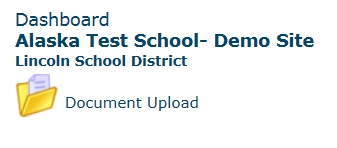 Dashboard
Alaska Test School- Demo Site
Lincoln School District
Document Upload